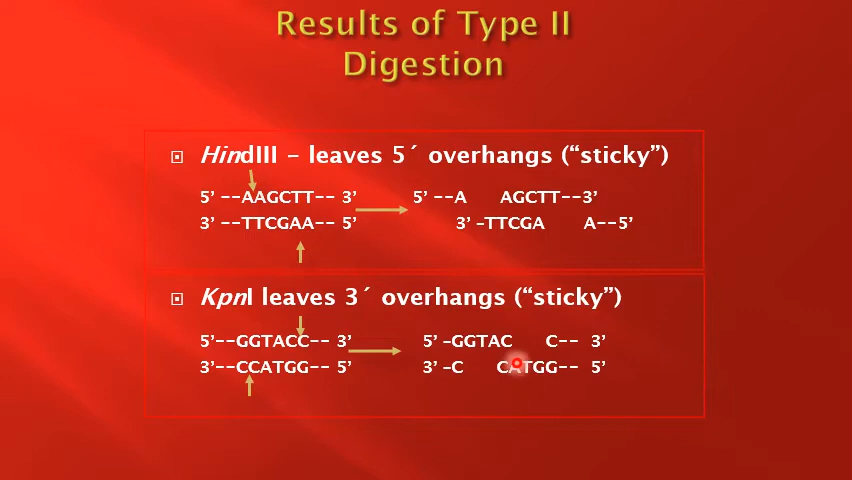 Results of Type II
Digestion
HindIII – leaves 5´ overhangs (“sticky”)
5’ --AAGCTT-- 3’ 5’ --A AGCTT--3’
3’ --TTCGAA-- 5’ 3’ –TTCGA A--5’
KpnI leaves 3´ overhangs (“sticky”)
5’--GGTACC-- 3’ 5’ –GGTAC C-- 3’
3’--CCATGG-- 5’ 3’ –C CATGG-- 5’